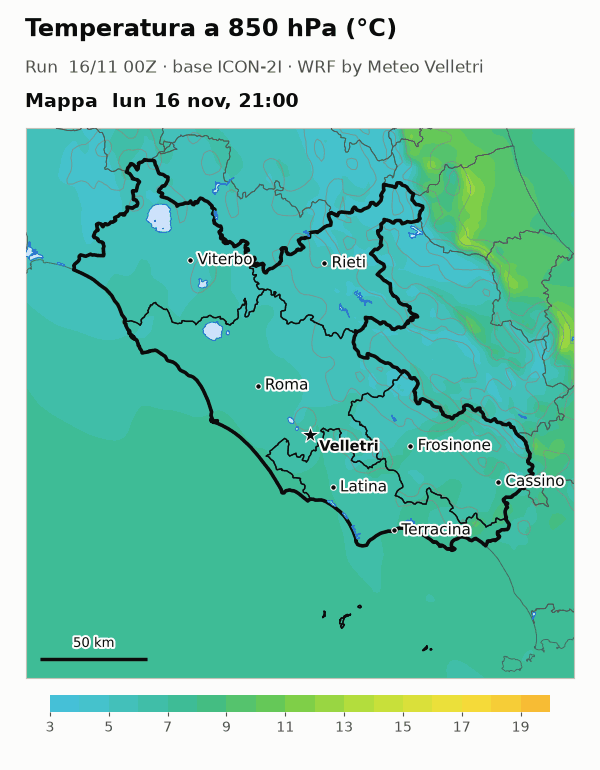 Temperatura a 850 hPa (°C)
Run  16/11 00Z · base ICON-2I · WRF by Meteo Velletri
Mappa  lun 16 nov, 21:00
Viterbo
Rieti
Roma
Velletri
Frosinone
Latina
Cassino
Terracina
50 km
3 5 7 9 11 13 15 17 19